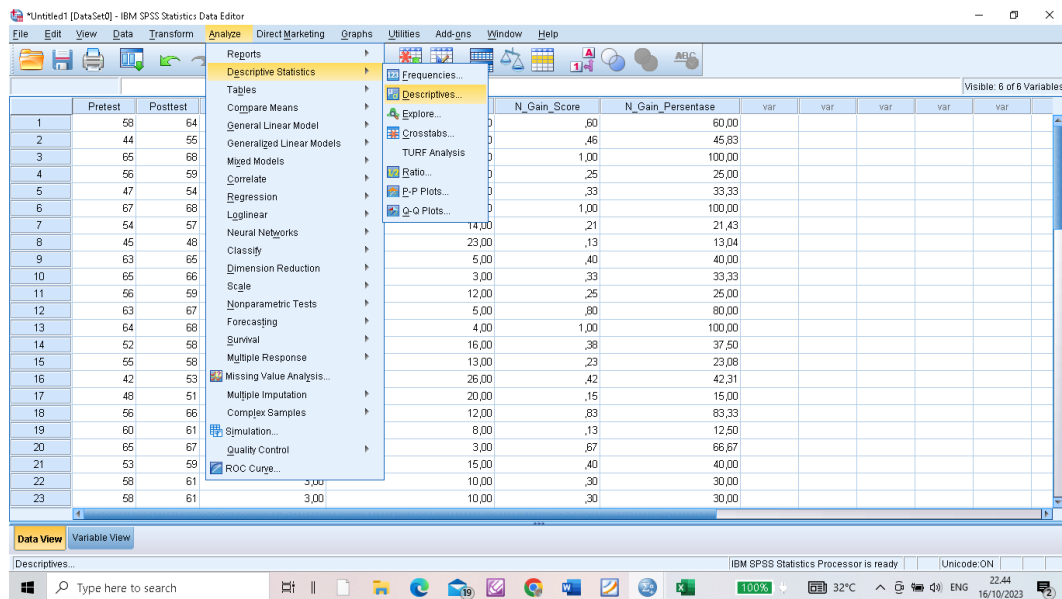 *Untitled1 [DataSet0] - IBM SPSS Statistics Data Editor
File Edit View Data Transform Analyze Direct Marketing Graphs Utilities Add-ons Window Help
Visible: 6 of 6 Variables
Reports
Descriptive Statistics
Tables
Compare Means
General Linear Model
Generalized Linear Models
Mixed Models
Correlate
Regression
Loglinear
Neural Networks
Classify
Dimension Reduction
Scale
Nonparametric Tests
Forecasting
Survival
Multiple Response
Missing Value Analysis...
Multiple Imputation
Complex Samples
Simulation...
Quality Control
ROC Curve...
Frequencies...
Descriptives...
Explore...
Crosstabs...
TURF Analysis
Ratio...
P-P Plots...
Q-Q Plots...
Pretest Posttest N_Gain_Score N_Gain_Persentase var var var var
1 58 64 ,60 60,00
2 44 55 ,46 45,83
3 65 68 1,00 100,00
4 56 59 ,25 25,00
5 47 54 ,33 33,33
6 67 68 1,00 100,00
7 54 57 14,00 ,21 21,43
8 45 48 23,00 ,13 13,04
9 63 65 5,00 ,40 40,00
10 65 66 3,00 ,33 33,33
11 56 59 12,00 ,25 25,00
12 63 67 5,00 ,80 80,00
13 64 68 4,00 1,00 100,00
14 52 58 16,00 ,38 37,50
15 55 58 13,00 ,23 23,08
16 42 53 26,00 ,42 42,31
17 48 51 20,00 ,15 15,00
18 56 66 12,00 ,83 83,33
19 60 61 8,00 ,13 12,50
20 65 67 3,00 ,67 66,67
21 53 59 15,00 ,40 40,00
22 58 61 3,00 10,00 ,30 30,00
23 58 61 3,00 10,00 ,30 30,00
Data View Variable View
Descriptives... IBM SPSS Statistics Processor is ready Unicode:ON
Type here to search 19 100% 32°C ENG 22.44
16/10/2023